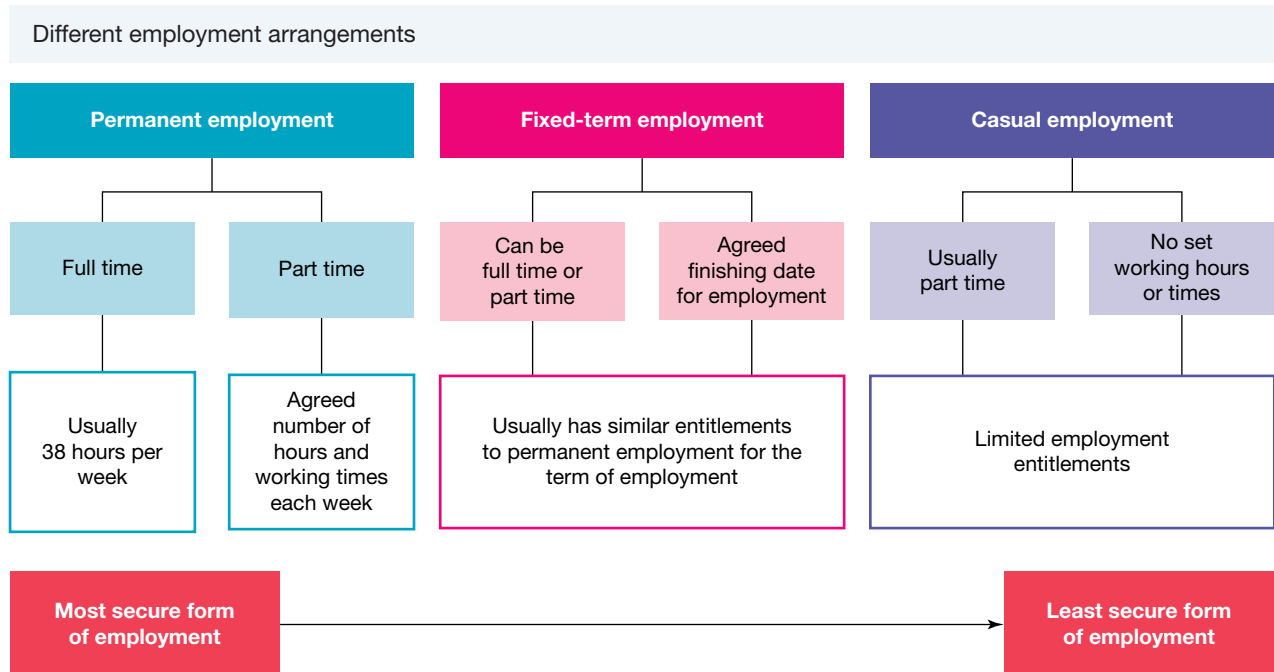 Different employment arrangements
Permanent employment
Fixed-term employment
Casual employment
Full time
Part time
Can be
full time or
part time
Agreed
finishing date
for employment
Usually
part time
No set
working hours
or times
Usually
38 hours per
week
Agreed
number of
hours and
working times
each week
Usually has similar entitlements
to permanent employment for the
term of employment
Limited employment
entitlements
Most secure form
of employment
Least secure form
of employment